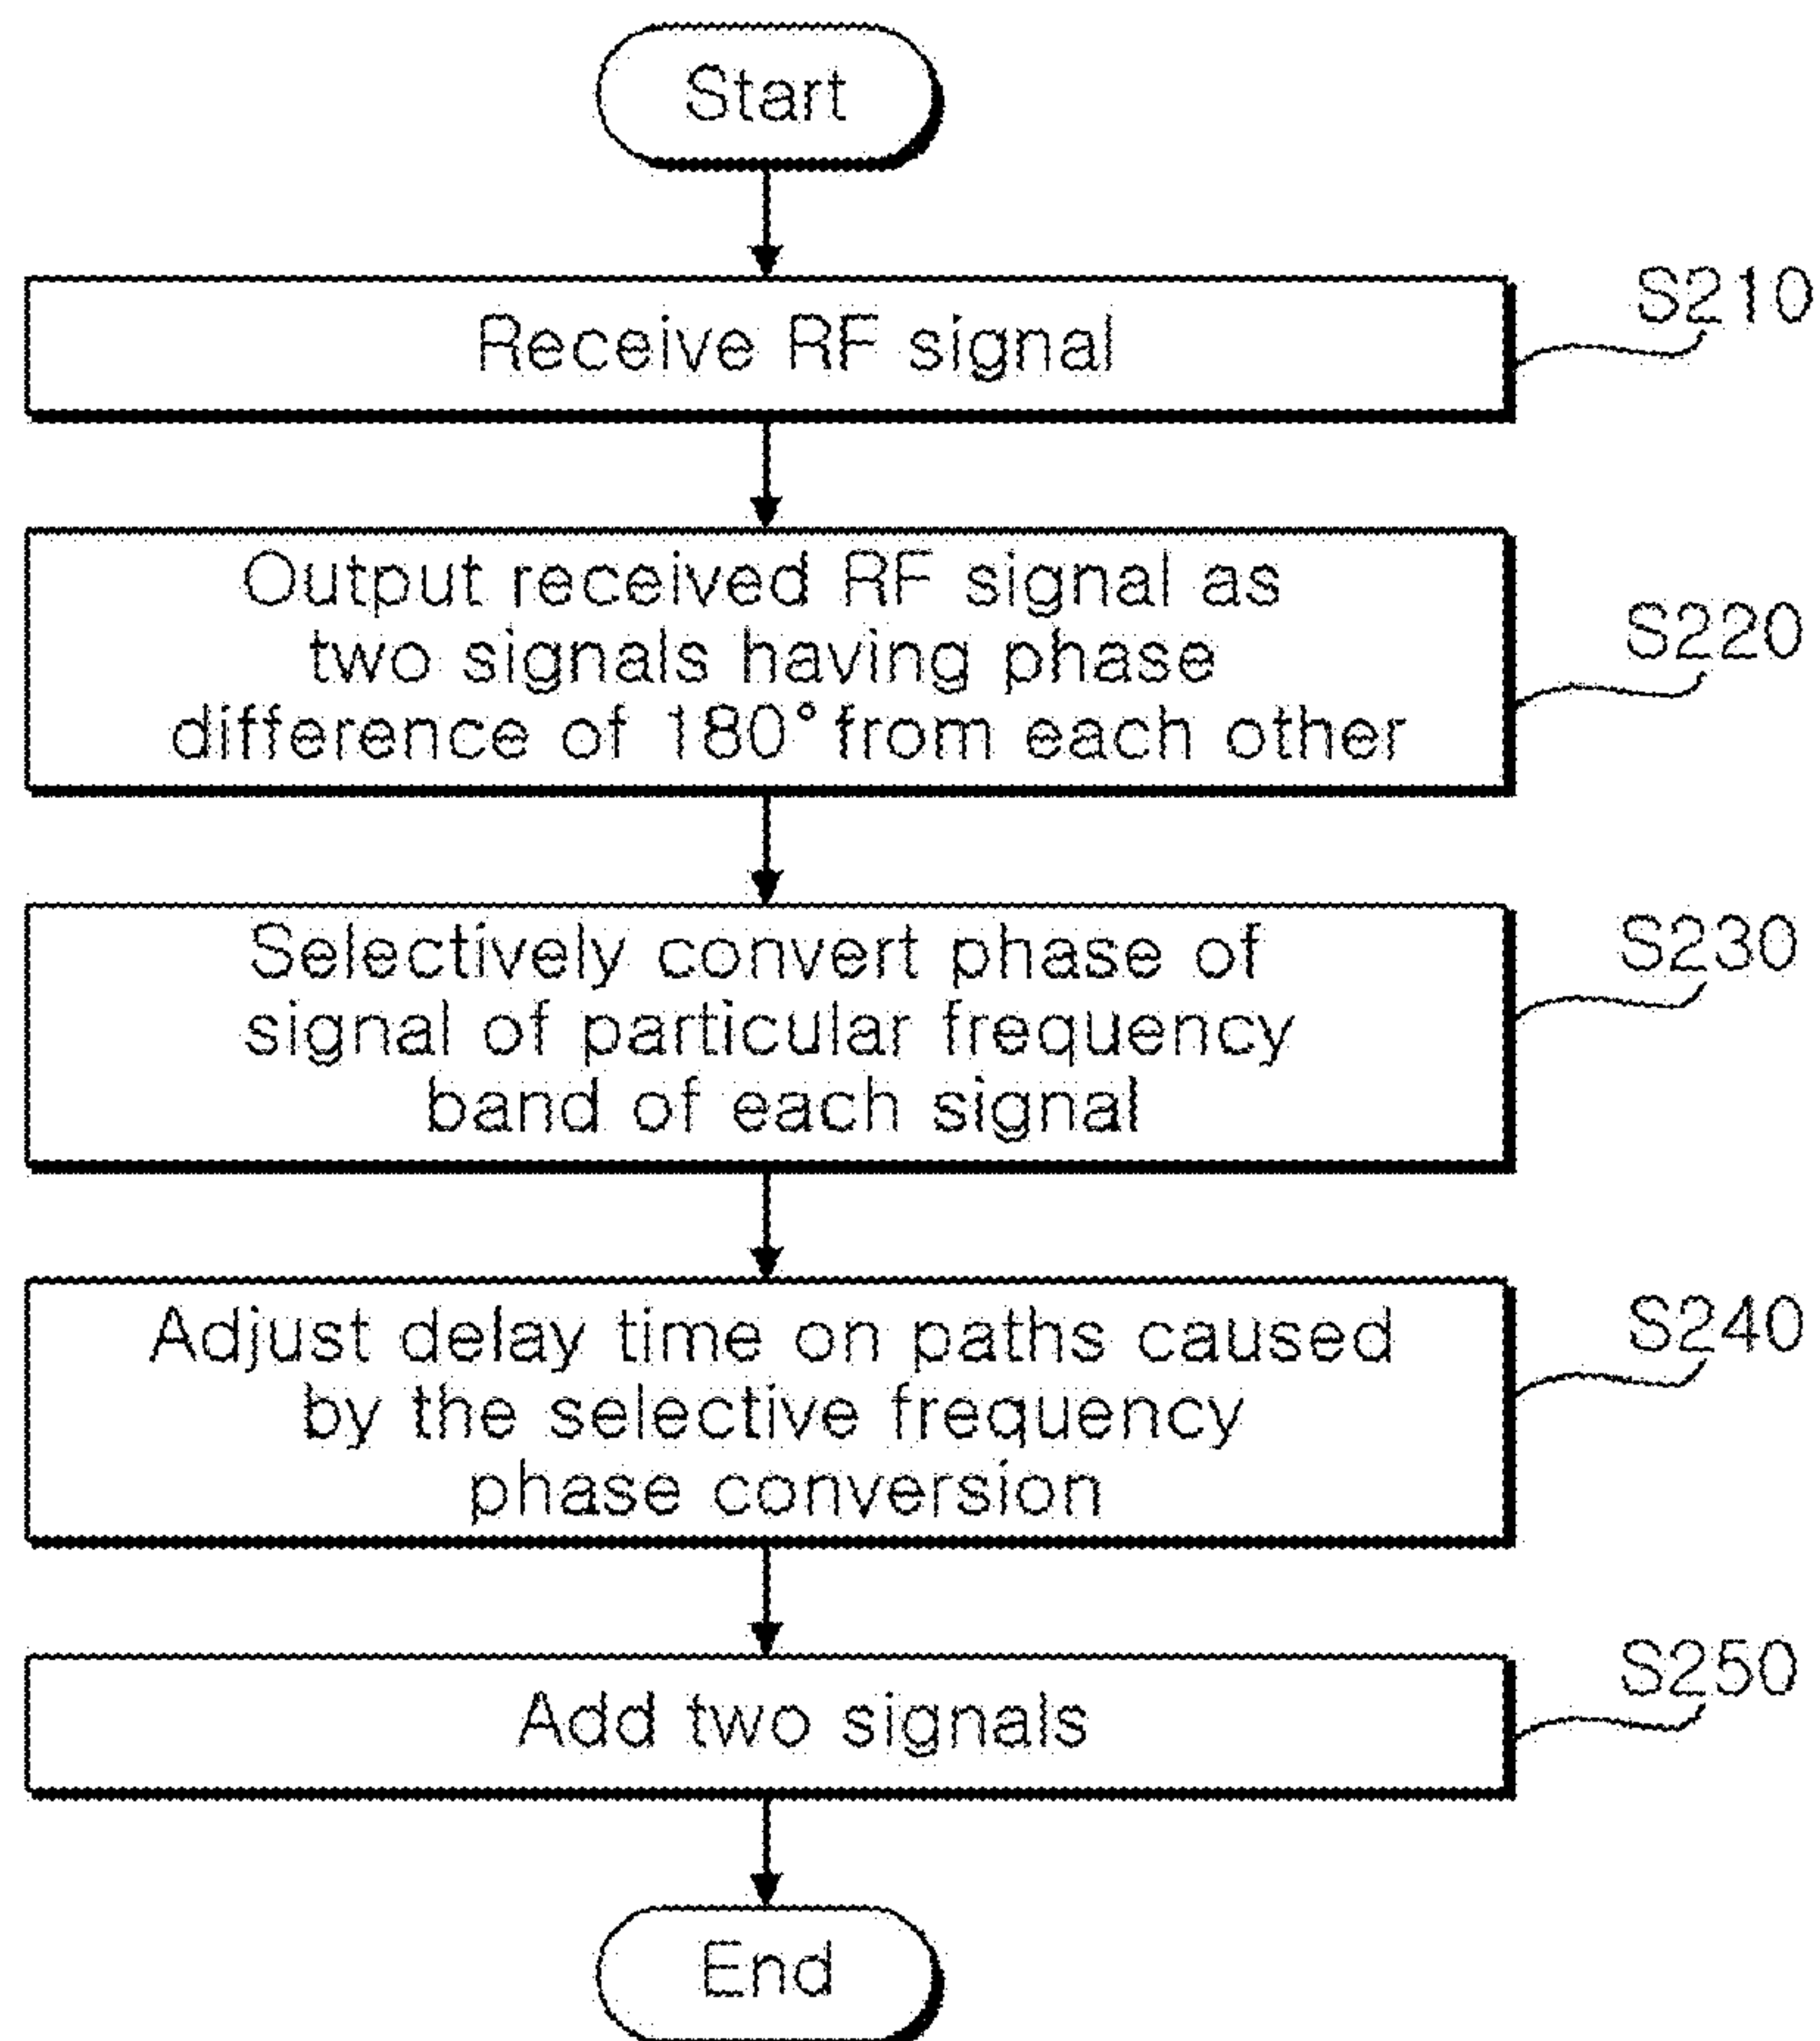 Start
Receive RF signal
S210
Output received RF signal as
two signals having phase
difference of 180° from each other
S220
Selectively convert phase of
signal of particular frequency
band of each signal
S230
Adjust delay time on paths caused
by the selective frequency
phase conversion
S240
Add two signals
S250
End